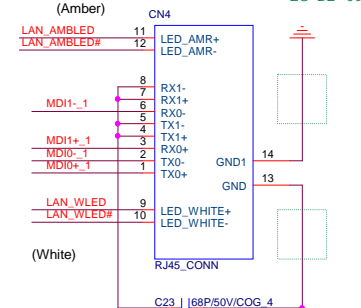 (Amber)
CN4
LAN_AMBLED 11 LED_AMR+
LAN_AMBLED# 12 LED_AMR-
8 RX1-
7 RX1+
MDI1-_1 6 RX0-
5 TX1-
4 TX1+
MDI1+_1 3 RX0+
MDI0-_1 2 TX0-
MDI0+_1 1 TX0+
GND1 14
GND 13
LAN_WLED 9 LED_WHITE+
LAN_WLED# 10 LED_WHITE-
(White)
RJ45_CONN
C23 68P/50V/COG_4